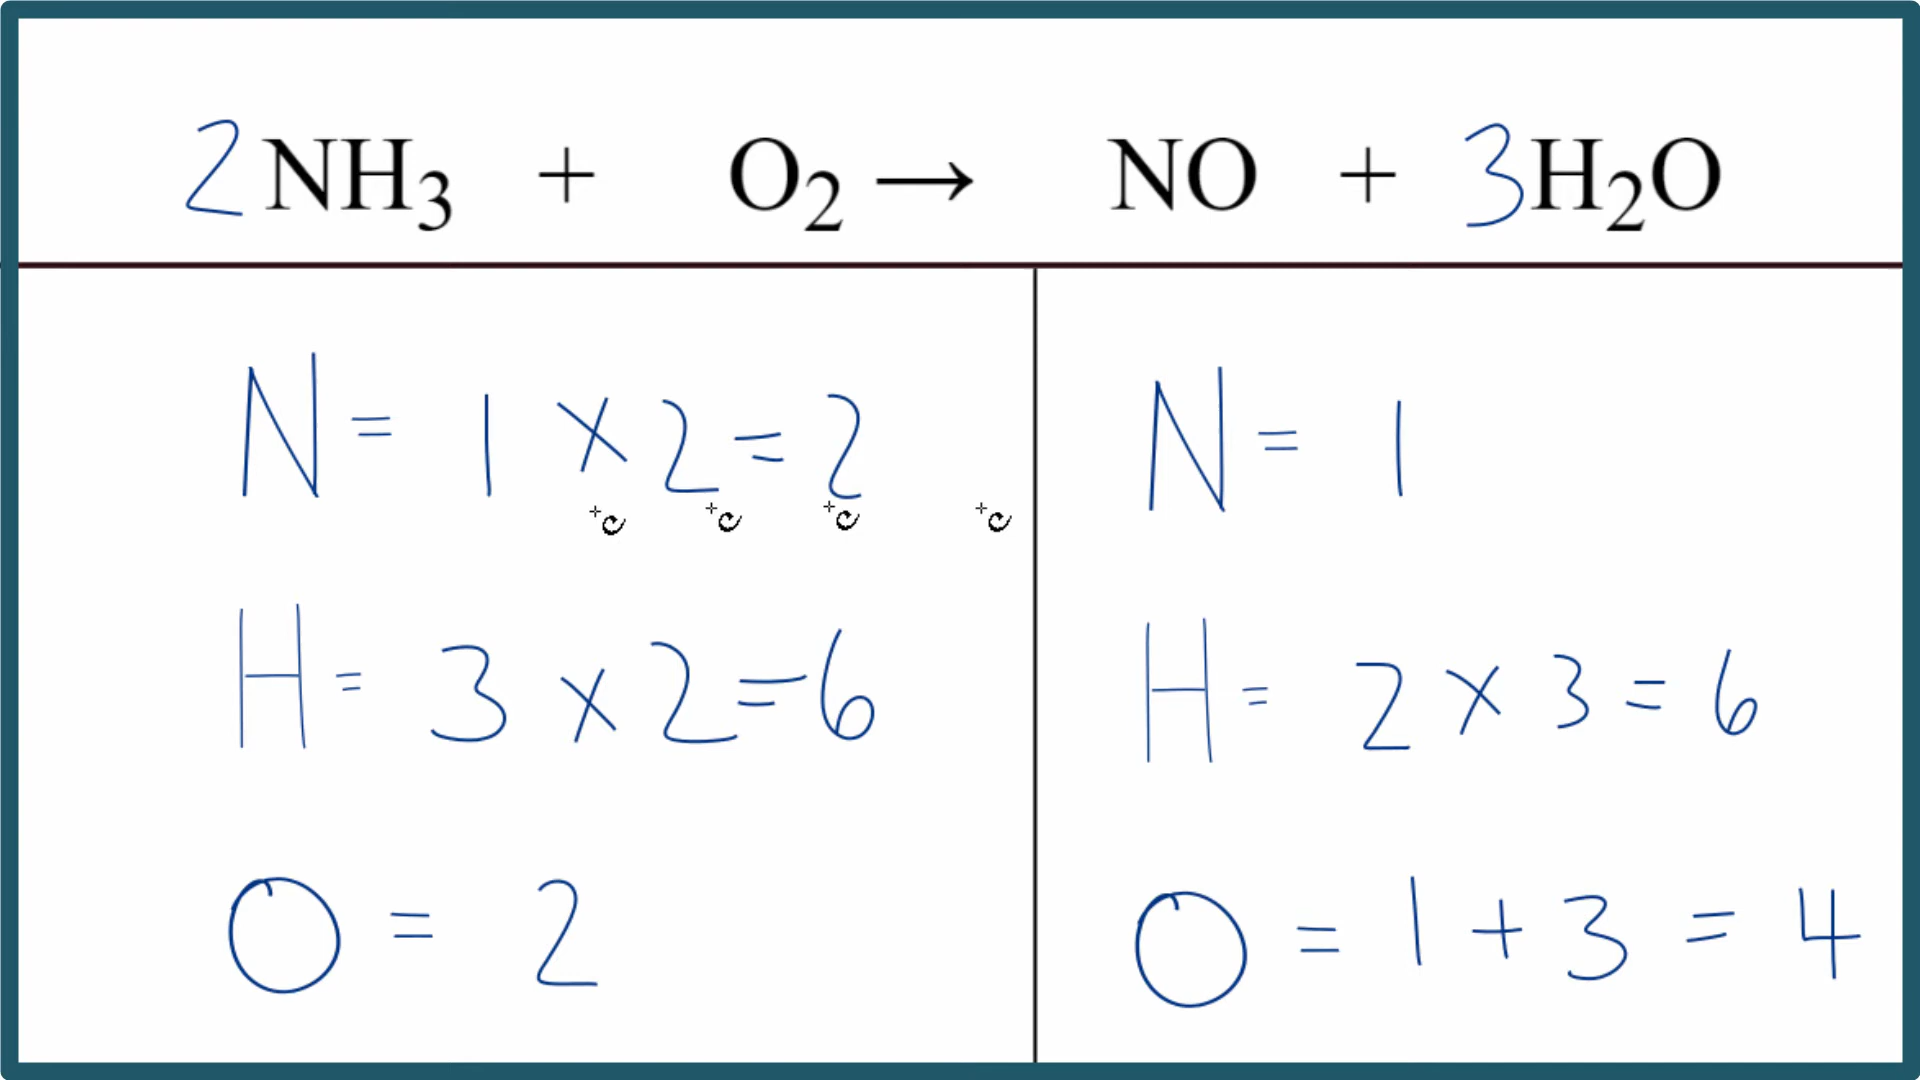 2NH₃ + O₂ → NO + 3H₂O
N = 1 × 2 = 2
H = 3 × 2 = 6
O = 2
N = 1
H = 2 × 3 = 6
O = 1 + 3 = 4